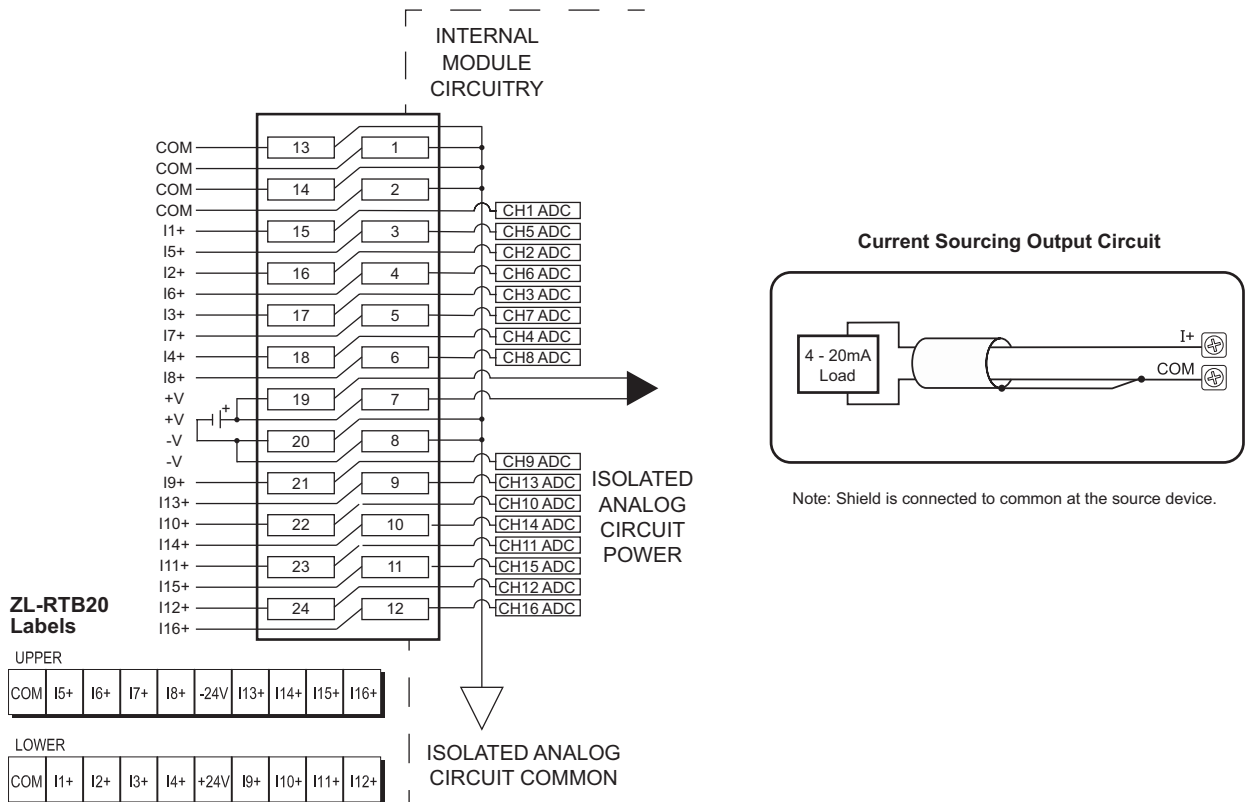 INTERNAL
MODULE
CIRCUITRY
COM
13
1
COM
COM
14
2
COM
CH1 ADC
I1+
15
3
CH5 ADC
I5+
CH2 ADC
I2+
16
4
CH6 ADC
I6+
CH3 ADC
I3+
17
5
CH7 ADC
I7+
CH4 ADC
I4+
18
6
CH8 ADC
I8+
+V
19
7
+V
+
-V
20
8
-V
CH9 ADC
I9+
21
9
CH13 ADC
I13+
CH10 ADC
I10+
22
10
CH14 ADC
I14+
CH11 ADC
I11+
23
11
CH15 ADC
I15+
CH12 ADC
I12+
24
12
CH16 ADC
I16+
ISOLATED
ANALOG
CIRCUIT
POWER
ISOLATED ANALOG
CIRCUIT COMMON
ZL-RTB20
Labels
UPPER
COM I5+ I6+ I7+ I8+ -24V I13+ I14+ I15+ I16+
LOWER
COM I1+ I2+ I3+ I4+ +24V I9+ I10+ I11+ I12+
Current Sourcing Output Circuit
4 - 20mA
Load
I+
COM
Note: Shield is connected to common at the source device.